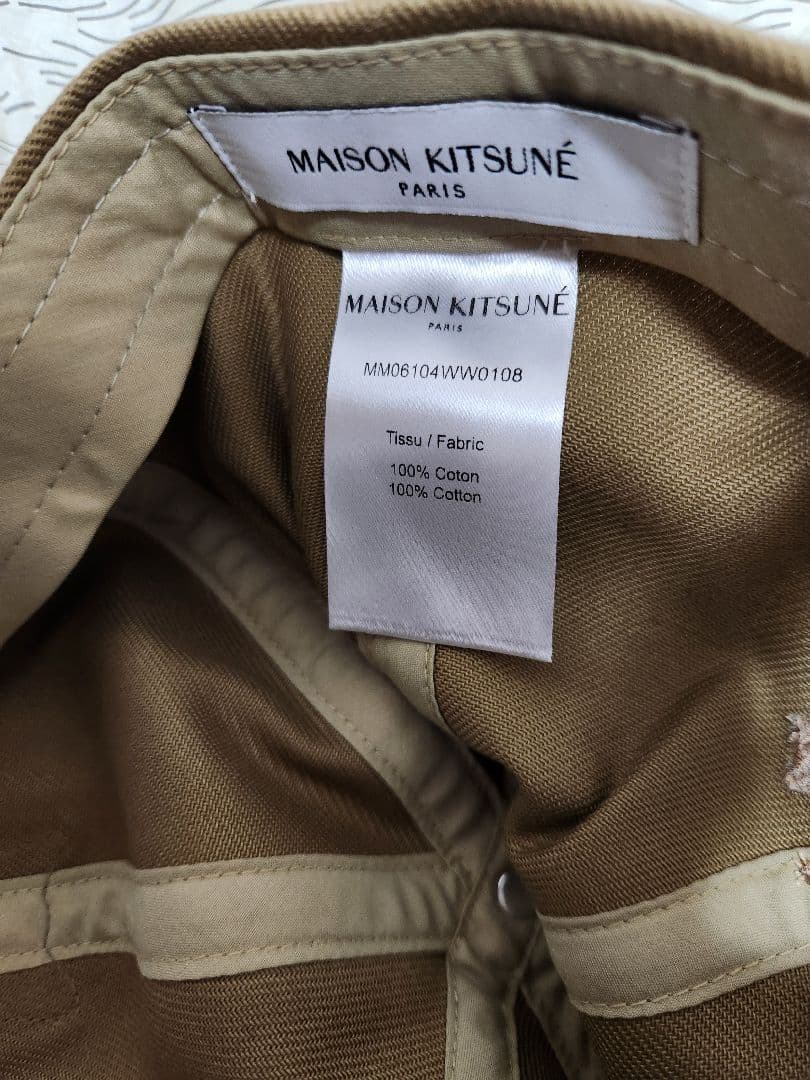 MAISON KITSUNÉ
PARIS
MAISON KITSUNÉ
PARIS
MM06104WW0108
Tissu / Fabric
100% Coton
100% Cotton